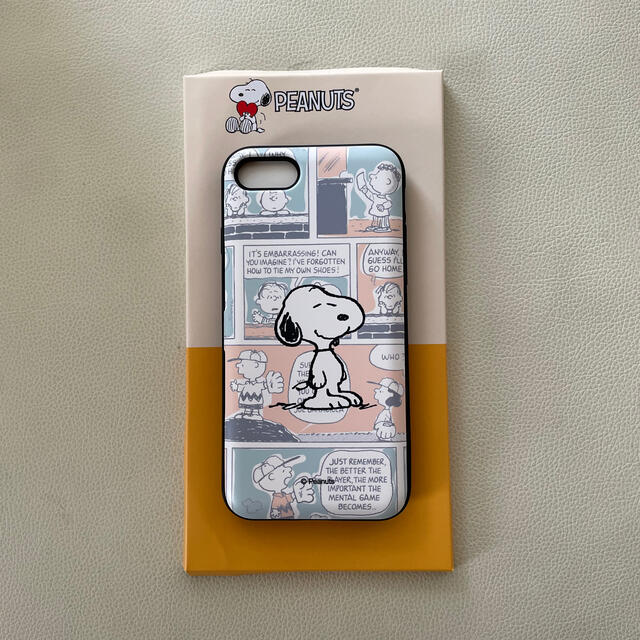 PEANUTS
WHY
IT'S EMBARRASSING! CAN
YOU IMAGINE? I'VE FORGOTTEN
HOW TO TIE MY OWN SHOES!
ANYWAY,
GUESS I'LL
GO HOME
WHO?
JUST REMEMBER,
THE BETTER THE
THE MORE
IMPORTANT THE
MENTAL GAME
BECOMES..
© Peanuts